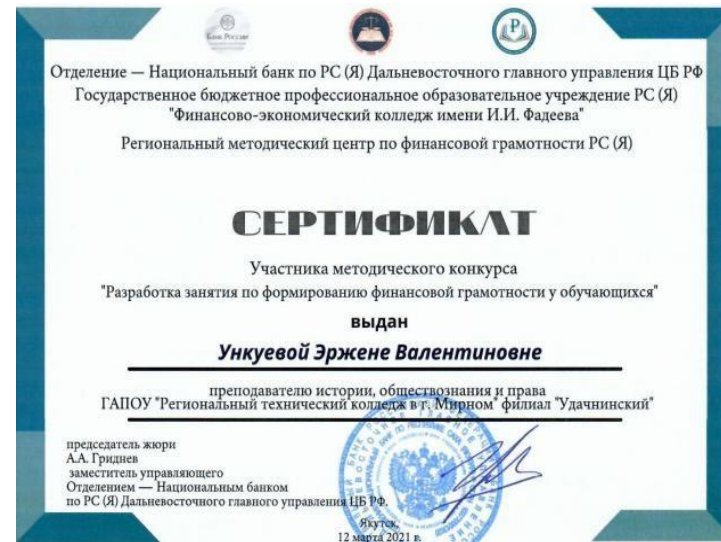 Банк России
Отделение — Национальный банк по РС (Я) Дальневосточного главного управления ЦБ РФ
Государственное бюджетное профессиональное образовательное учреждение РС (Я)
"Финансово-экономический колледж имени И.И. Фадеева"
Региональный методический центр по финансовой грамотности РС (Я)
СЕРТИФИКАТ
Участника методического конкурса
"Разработка занятия по формированию финансовой грамотности у обучающихся"
выдан
Ункуевой Эржене Валентиновне
преподавателю истории, обществознания и права
ГАПОУ "Региональный технический колледж в г. Мирном" филиал "Удачнинский"
председатель жюри
А.А. Гриднев
заместитель управляющего
Отделением — Национальным банком
по РС (Я) Дальневосточного главного управления ЦБ РФ.
Якутск,
12 марта 2021 г.